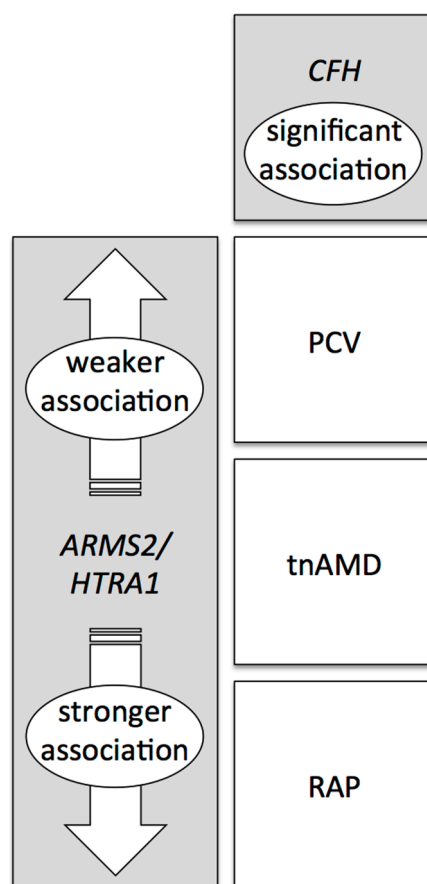 CFH
significant
association
weaker
association
PCV
ARMS2/
HTRA1
tnAMD
stronger
association
RAP